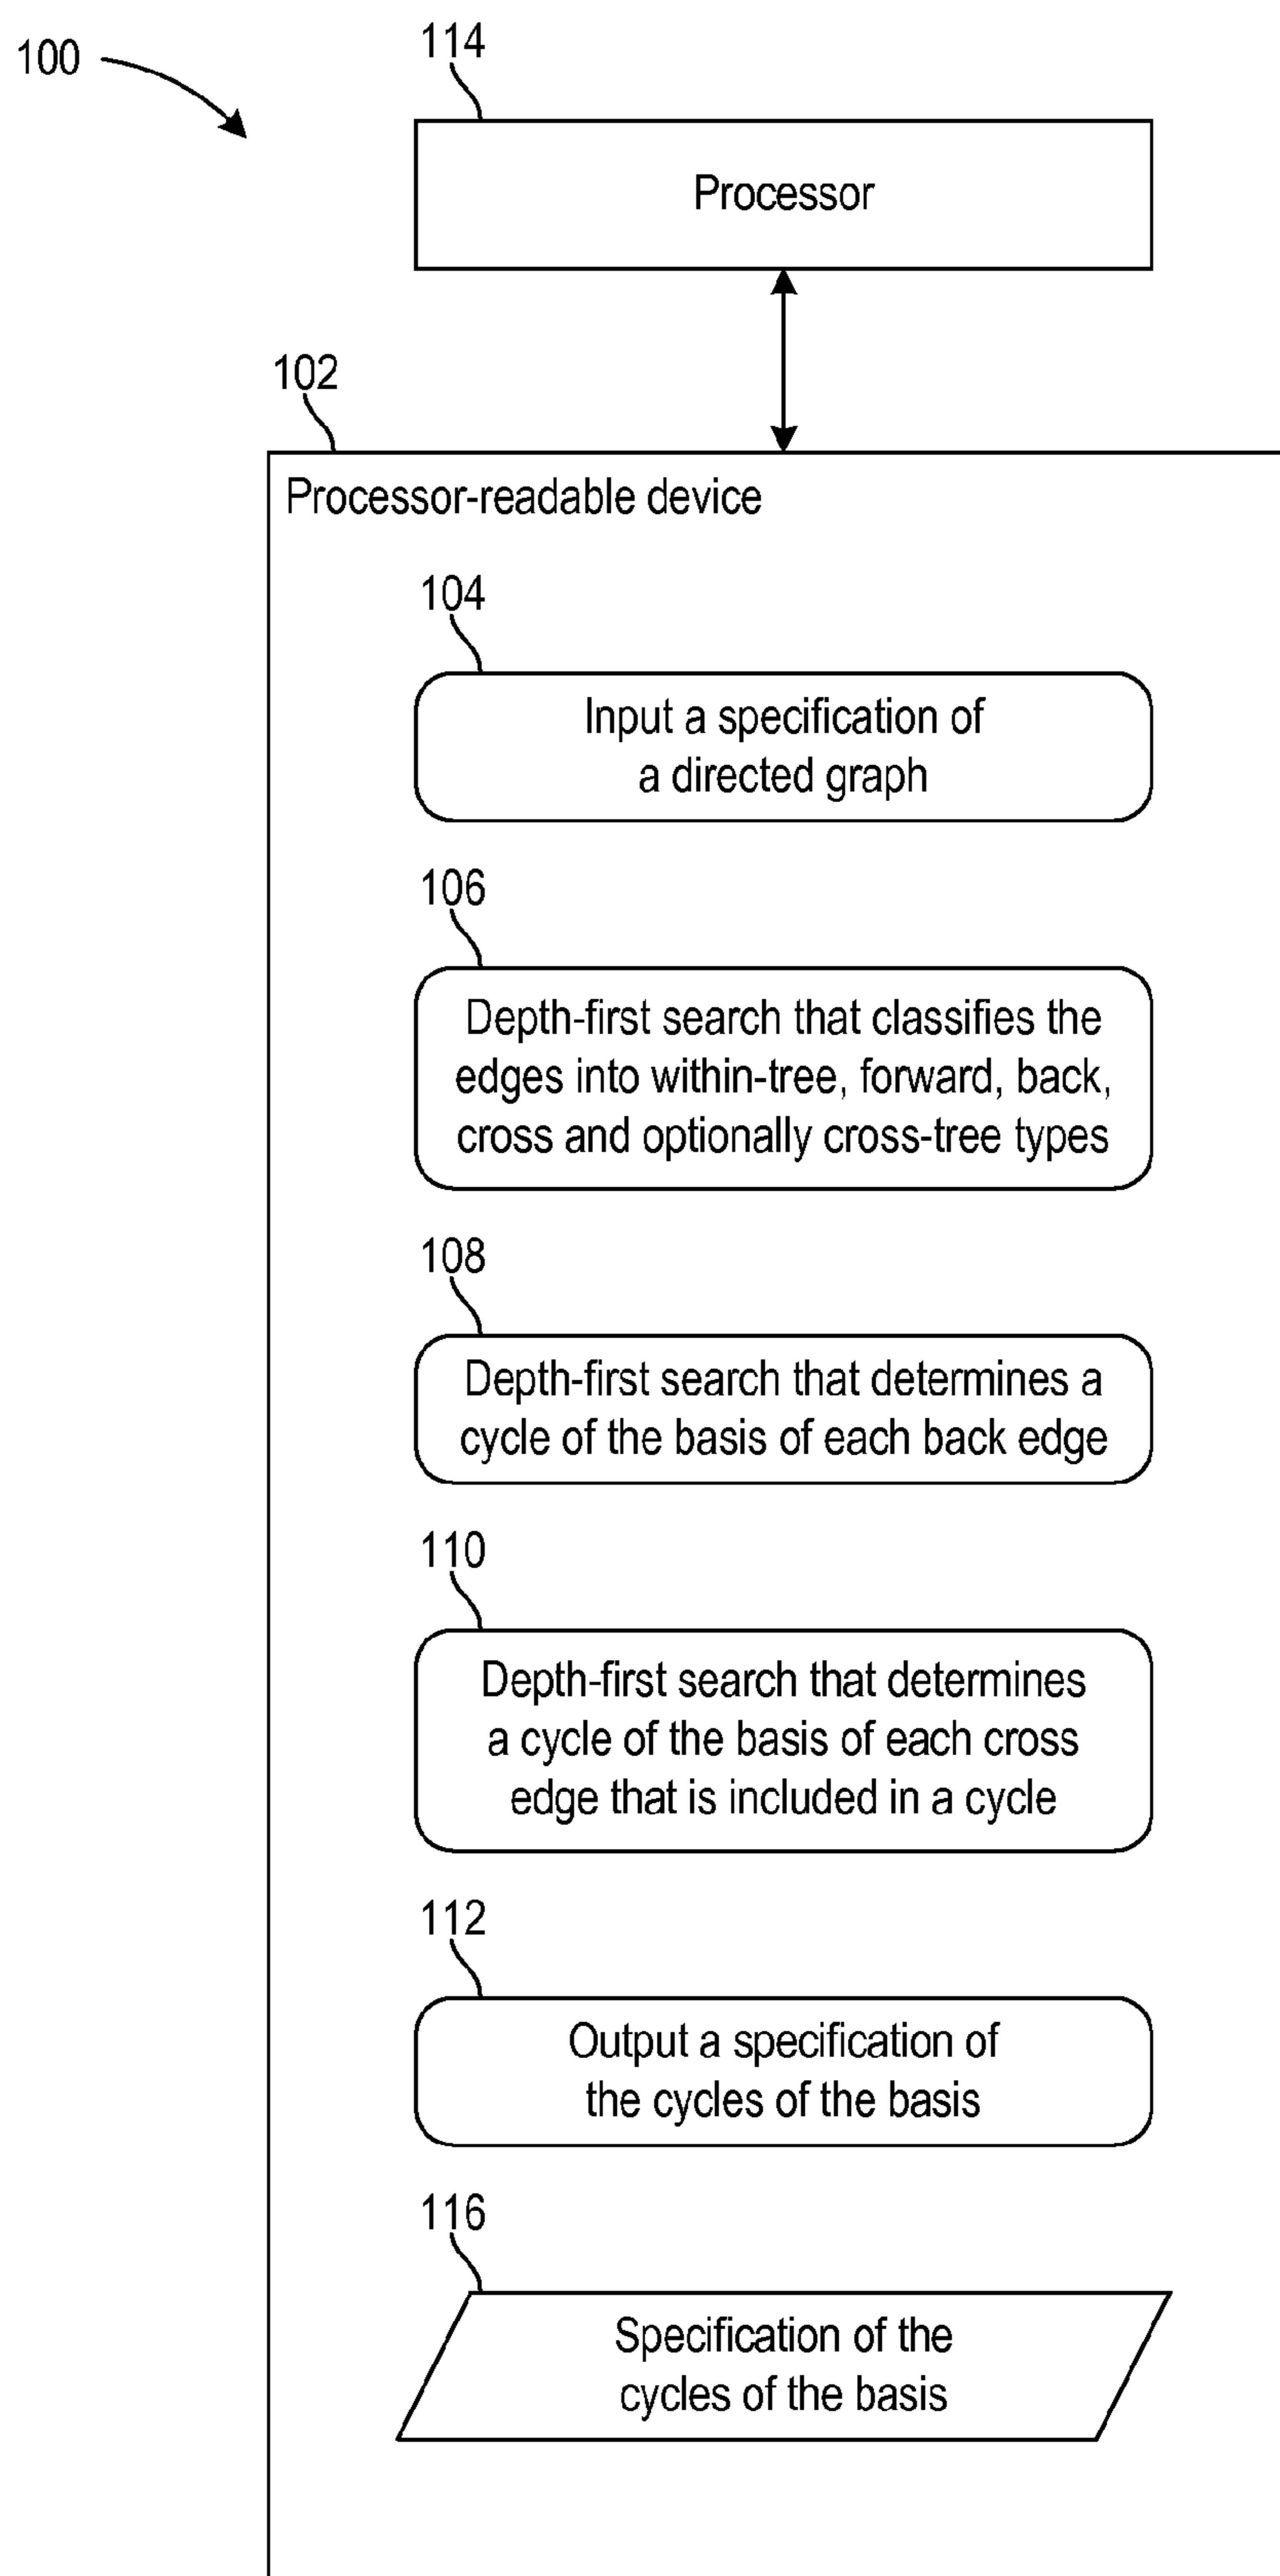 100
114
Processor
102
Processor-readable device
104
Input a specification of
a directed graph
106
Depth-first search that classifies the
edges into within-tree, forward, back,
cross and optionally cross-tree types
108
Depth-first search that determines a
cycle of the basis of each back edge
110
Depth-first search that determines
a cycle of the basis of each cross
edge that is included in a cycle
112
Output a specification of
the cycles of the basis
116
Specification of the
cycles of the basis